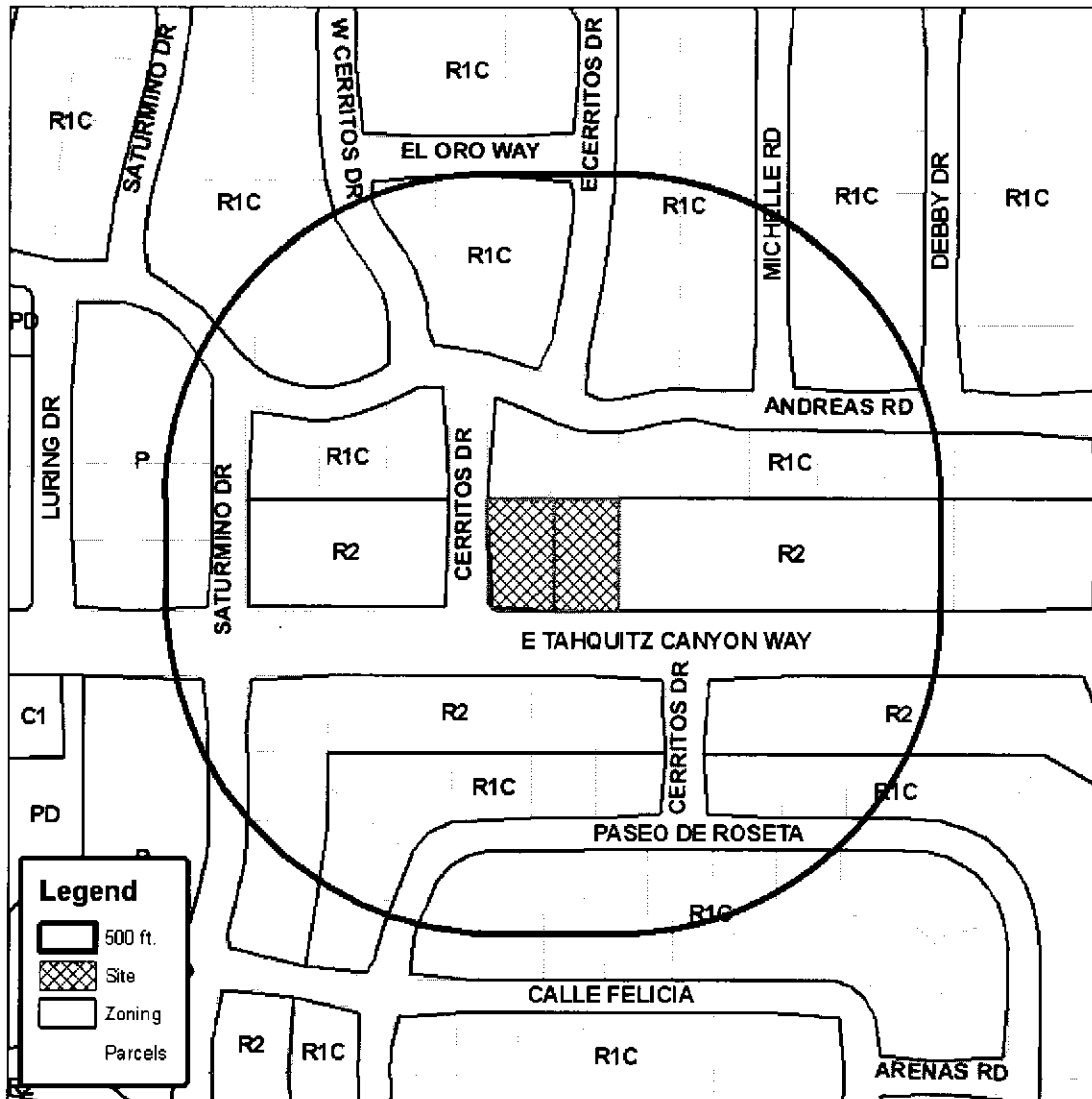 R1C
SATURMINO DR
W CERRITOS DR
R1C
E CERRITOS DR
EL ORO WAY
R1C
R1C
R1C
MICHELLE RD
R1C
DEBBY DR
R1C
PD
LURING DR
P
SATURMINO DR
R1C
CERRITOS DR
ANDREAS RD
R1C
R2
R2
E TAHQUITZ CANYON WAY
C1
R2
CERRITOS DR
R2
PD
R1C
R1C
PASEO DE ROSETA
R1C
CALLE FELICIA
R2
R1C
R1C
ARENAS RD
Legend
500 ft.
Site
Zoning
Parcels